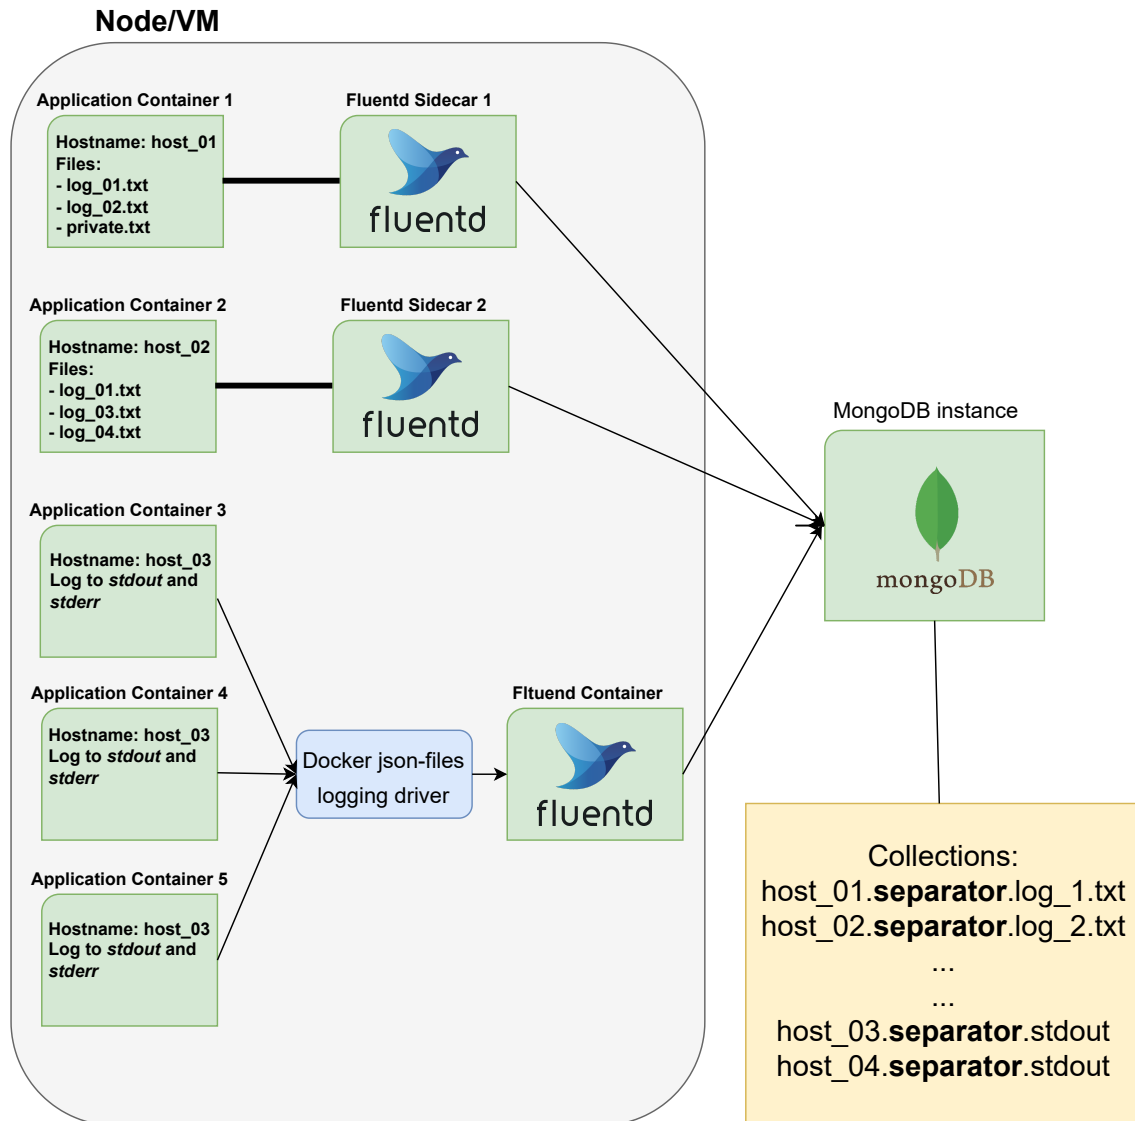 Node/VM
Application Container 1
Hostname: host_01
Files:
- log_01.txt
- log_02.txt
- private.txt
Fluentd Sidecar 1
fluentd
Application Container 2
Hostname: host_02
Files:
- log_01.txt
- log_03.txt
- log_04.txt
Fluentd Sidecar 2
fluentd
MongoDB instance
mongoDB
Application Container 3
Hostname: host_03
Log to stdout and
stderr
Application Container 4
Hostname: host_03
Log to stdout and
stderr
Docker json-files
logging driver
Fltuend Container
fluentd
Application Container 5
Hostname: host_03
Log to stdout and
stderr
Collections:
host_01.separator.log_1.txt
host_02.separator.log_2.txt
...
...
host_03.separator.stdout
host_04.separator.stdout